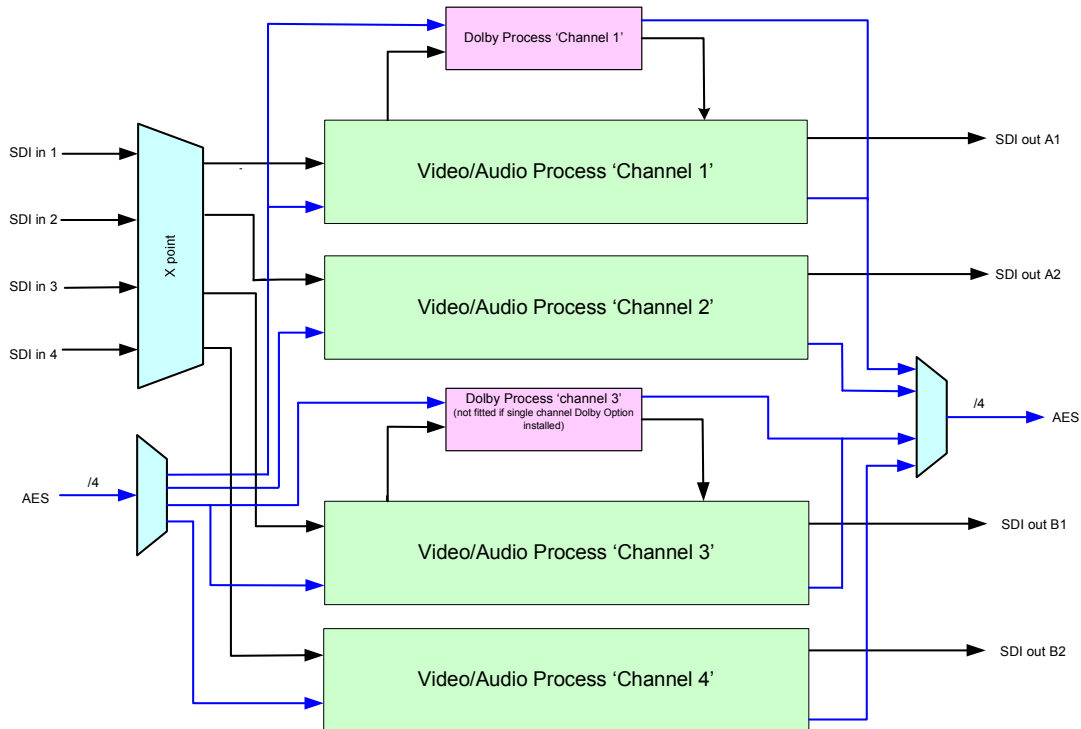 Dolby Process ‘Channel 1’
SDI in 1
SDI in 2
SDI in 3
SDI in 4
X point
Video/Audio Process ‘Channel 1’
SDI out A1
Video/Audio Process ‘Channel 2’
SDI out A2
Dolby Process ‘channel 3’
(not fitted if single channel Dolby Option
installed)
/4
AES
/4
AES
Video/Audio Process ‘Channel 3’
SDI out B1
Video/Audio Process ‘Channel 4’
SDI out B2